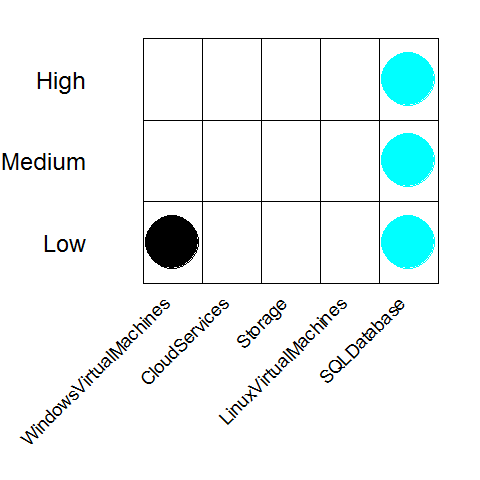 High
Medium
Low
WindowsVirtualMachines
CloudServices
Storage
LinuxVirtualMachines
SQLDatabase